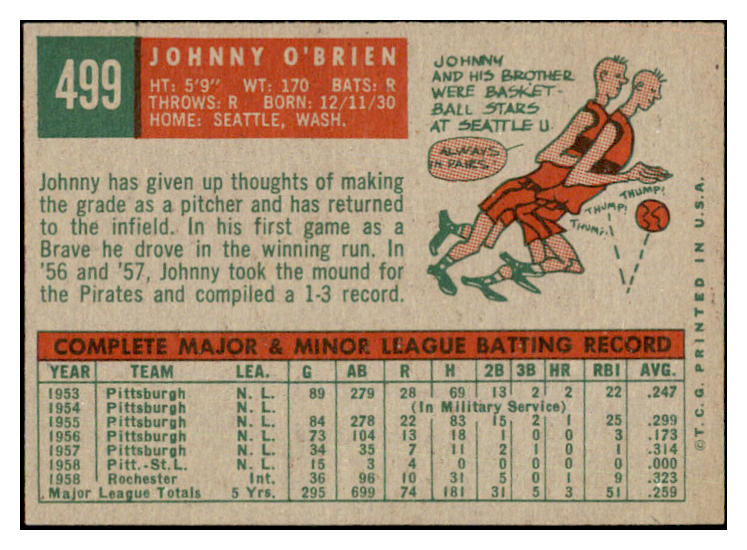 499
JOHNNY O'BRIEN
HT: 5'9" WT: 170 BATS: R
THROWS: R BORN: 12/11/30
HOME: SEATTLE, WASH.
JOHNNY
AND HIS BROTHER
WERE BASKET-
BALL STARS
AT SEATTLE U.
ALWAYS
IN PAIRS.
THUMP!
THUMP!
THUMP!
Johnny has given up thoughts of making
the grade as a pitcher and has returned
to the infield. In his first game as a
Brave he drove in the winning run. In
'56 and '57, Johnny took the mound for
the Pirates and compiled a 1-3 record.
COMPLETE MAJOR & MINOR LEAGUE BATTING RECORD
YEAR TEAM LEA. G AB R H 2B 3B HR RBI AVG.
1953 Pittsburgh N. L. 89 279 28 69 13 2 2 22 .247
1954 Pittsburgh N. L. (In Military Service)
1955 Pittsburgh N. L. 84 278 22 83 15 2 1 25 .299
1956 Pittsburgh N. L. 73 104 13 18 1 0 0 3 .173
1957 Pittsburgh N. L. 34 35 7 11 2 1 0 1 .314
1958 Pitt.-St.L. N. L. 15 3 4 0 0 0 0 0 .000
1958 Rochester Int. 36 96 10 31 5 0 1 9 .323
Major League Totals 5 Yrs. 295 699 74 181 31 5 3 51 .259
©T.C.G. PRINTED IN U.S.A.